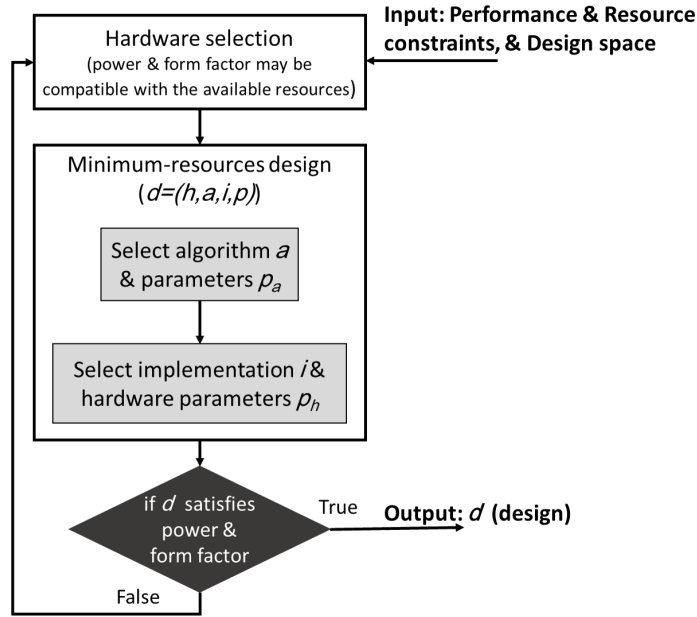 Input: Performance & Resource
constraints, & Design space
Hardware selection
(power & form factor may be
compatible with the available resources)
Minimum-resources design
(d=(h,a,i,p))
Select algorithm a
& parameters pₐ
Select implementation i &
hardware parameters pₕ
if d satisfies
power &
form factor
True
Output: d (design)
False